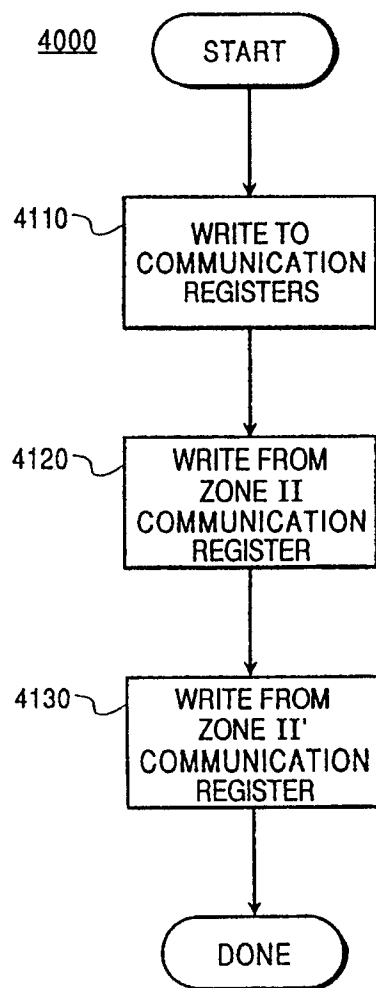 4000
START
4110
WRITE TO
COMMUNICATION
REGISTERS
4120
WRITE FROM
ZONE II
COMMUNICATION
REGISTER
4130
WRITE FROM
ZONE II'
COMMUNICATION
REGISTER
DONE